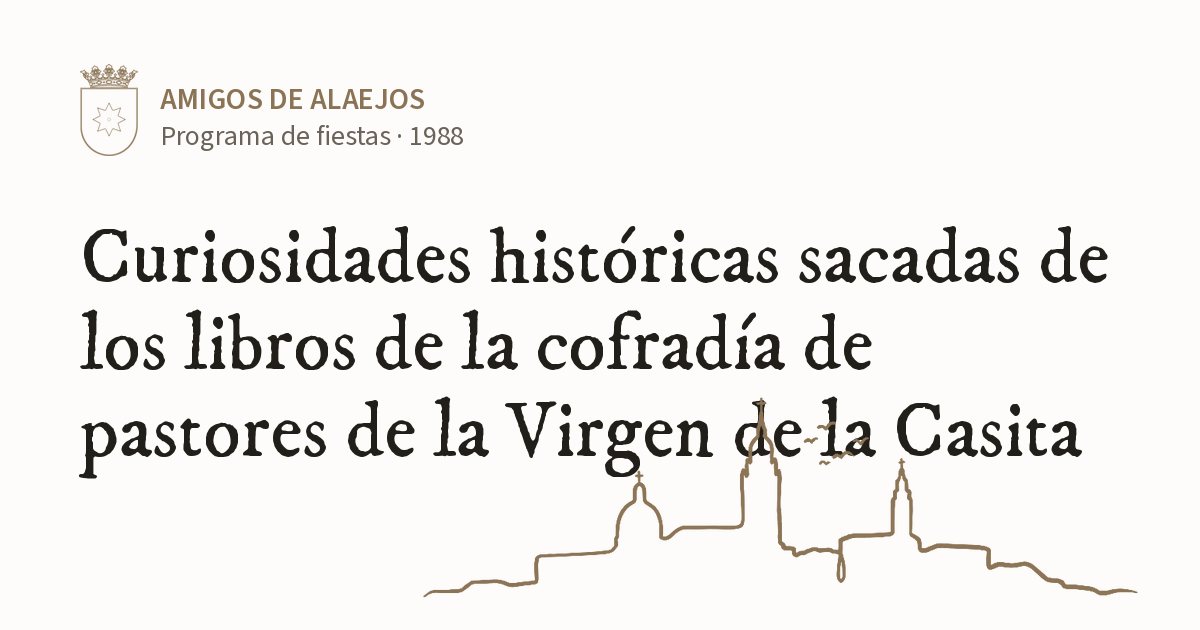 AMIGOS DE ALAEJOS
Programa de fiestas · 1988
Curiosidades históricas sacadas de
los libros de la cofradía de
pastores de la Virgen de la Casita